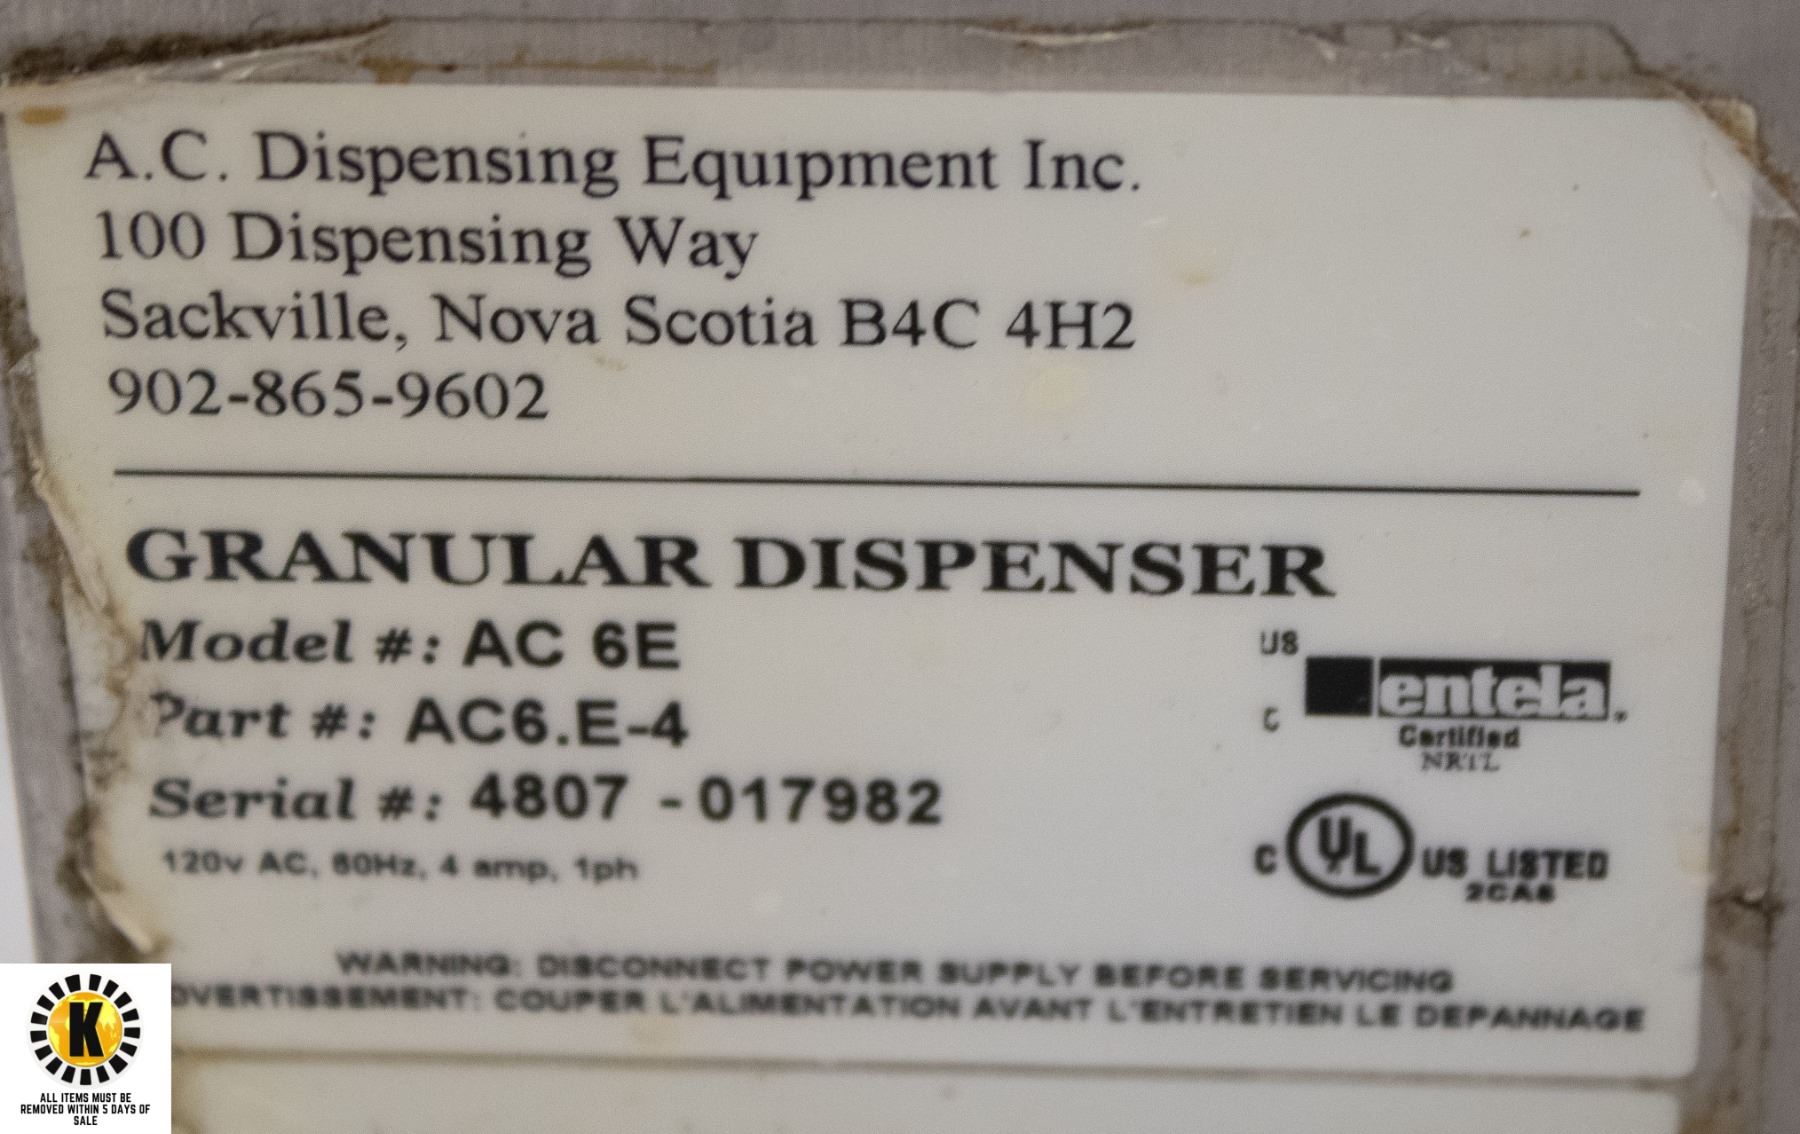 A.C. Dispensing Equipment Inc.
100 Dispensing Way
Sackville, Nova Scotia B4C 4H2
902-865-9602
GRANULAR DISPENSER
Model #: AC 6E
Part #: AC6.E-4
Serial #: 4807 - 017982
120v AC, 60Hz, 4 amp, 1ph
US
C
entela
Certified
NRTL
C UL US LISTED
2CA6
WARNING: DISCONNECT POWER SUPPLY BEFORE SERVICING
OVERTISSEMENT: COUPER L'ALIMENTATION AVANT L'ENTRETIEN LE DEPANNAGE
K
ALL ITEMS MUST BE
REMOVED WITHIN 5 DAYS OF
SALE